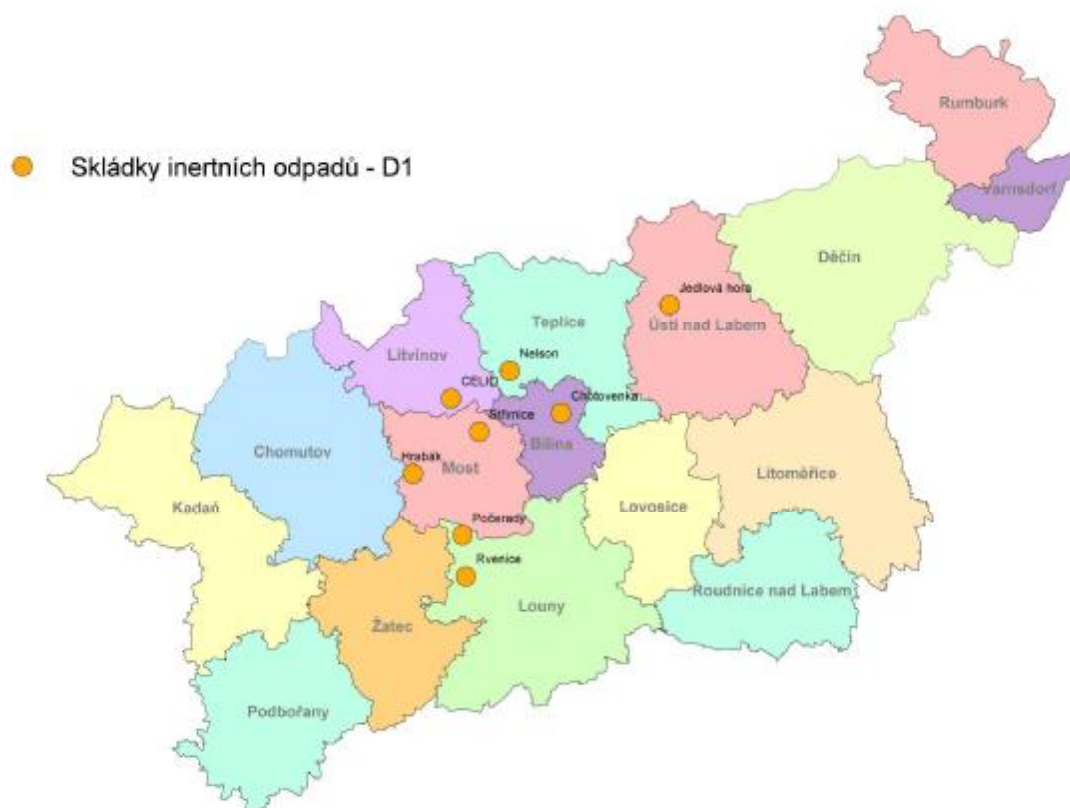 Rumburk
Skládky inertních odpadů - D1
Varnsdorf
Děčín
Jedlová hora
Teplice
Ústí nad Labem
Litvínov
Nelson
CELIO
Chotovenka
Střimice
Bílina
Chomutov
Hrabák
Most
Litoměřice
Kadaň
Lovosice
Počerady
Rvenice
Roudnice nad Labem
Louny
Žatec
Podbořany